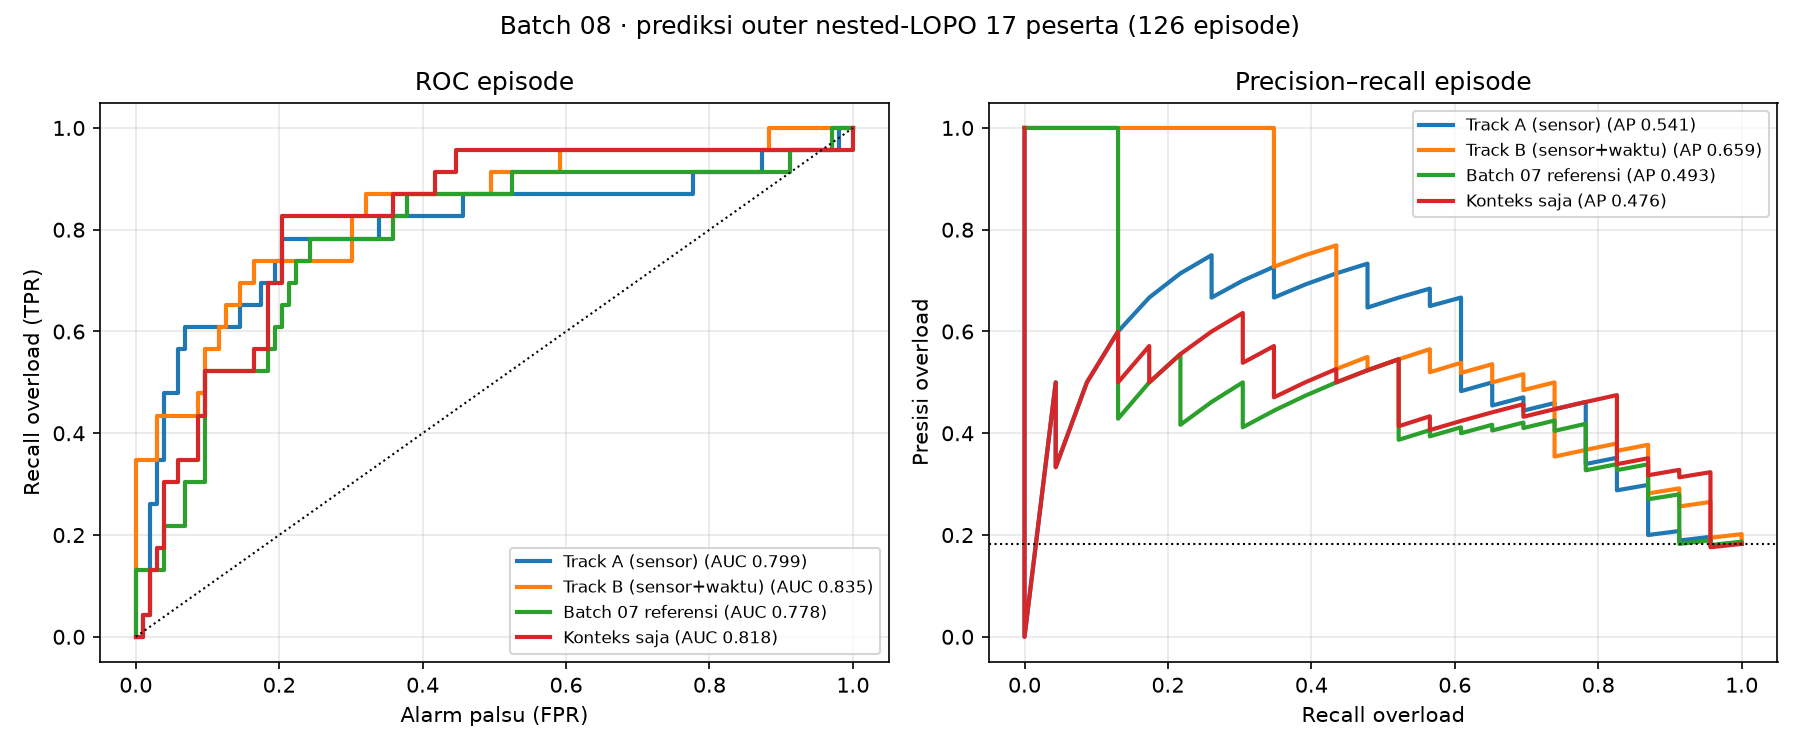 Batch 08 · prediksi outer nested-LOPO 17 peserta (126 episode)
ROC episode
Recall overload (TPR)
1.0
0.8
0.6
0.4
0.2
0.0
Track A (sensor) (AUC 0.799)
Track B (sensor+waktu) (AUC 0.835)
Batch 07 referensi (AUC 0.778)
Konteks saja (AUC 0.818)
0.0 0.2 0.4 0.6 0.8 1.0
Alarm palsu (FPR)
Precision–recall episode
Presisi overload
1.0
0.8
0.6
0.4
0.2
0.0
Track A (sensor) (AP 0.541)
Track B (sensor+waktu) (AP 0.659)
Batch 07 referensi (AP 0.493)
Konteks saja (AP 0.476)
0.0 0.2 0.4 0.6 0.8 1.0
Recall overload